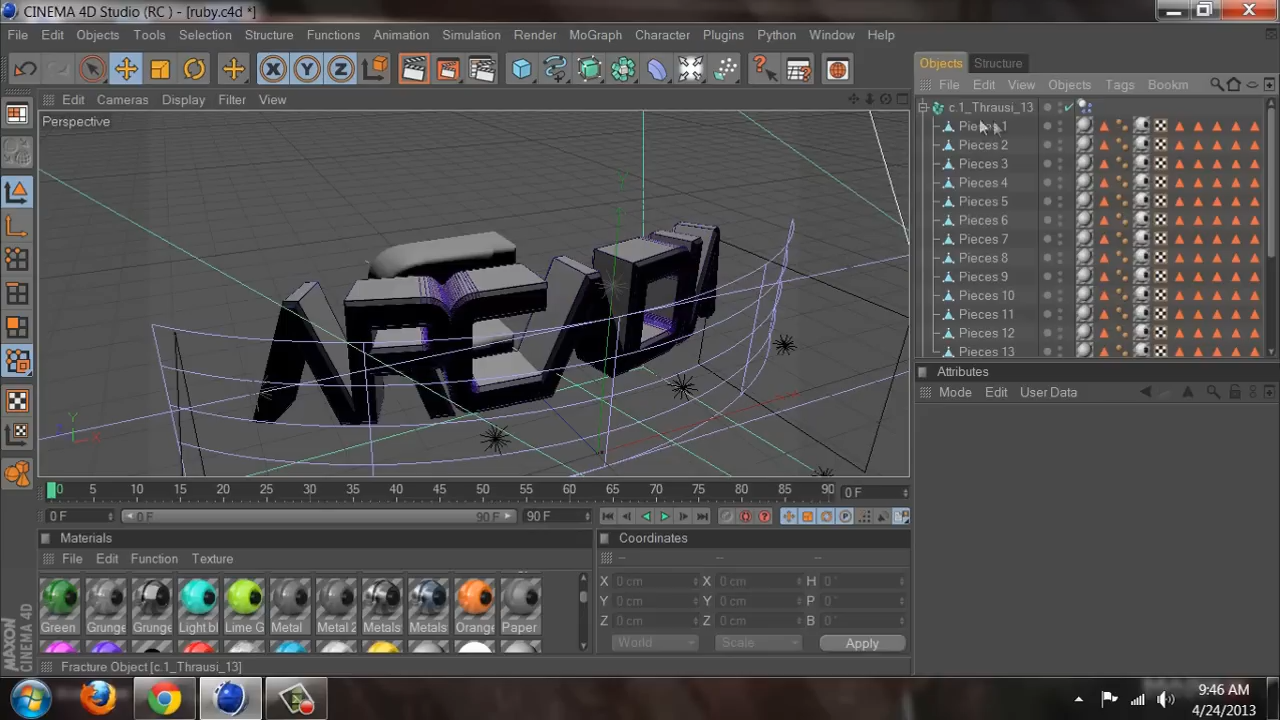 CINEMA 4D Studio (RC ) - [ruby.c4d *]
File Edit Objects Tools Selection Structure Functions Animation Simulation Render MoGraph Character Plugins Python Window Help
Objects Structure
File Edit View Objects Tags Bookm
Edit Cameras Display Filter View
Perspective
c.1_Thrausi_13
Pieces 1
Pieces 2
Pieces 3
Pieces 4
Pieces 5
Pieces 6
Pieces 7
Pieces 8
Pieces 9
Pieces 10
Pieces 11
Pieces 12
Pieces 13
Attributes
Mode Edit User Data
0 5 10 15 20 25 30 35 40 45 50 55 60 65 70 75 80 85 90
0 F
0 F 0 F 90 F 90 F
Materials
File Edit Function Texture
Green Grunge Grunge Light bl Lime G Metal Metal 2 Metals Metals Orange Paper
Coordinates
-- -- --
X 0 cm X 0 cm H 0 °
Y 0 cm Y 0 cm P 0 °
Z 0 cm Z 0 cm B 0 °
World Scale Apply
MAXON
CINEMA 4D
Fracture Object [c.1_Thrausi_13]
9:46 AM
4/24/2013